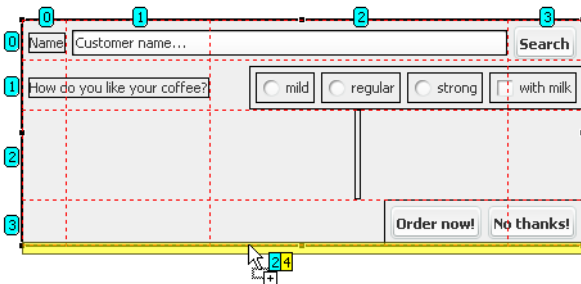 0 1 2 3
0 Name Customer name... Search
1 How do you like your coffee? mild regular strong with milk
2
3 Order now! No thanks!
2 4